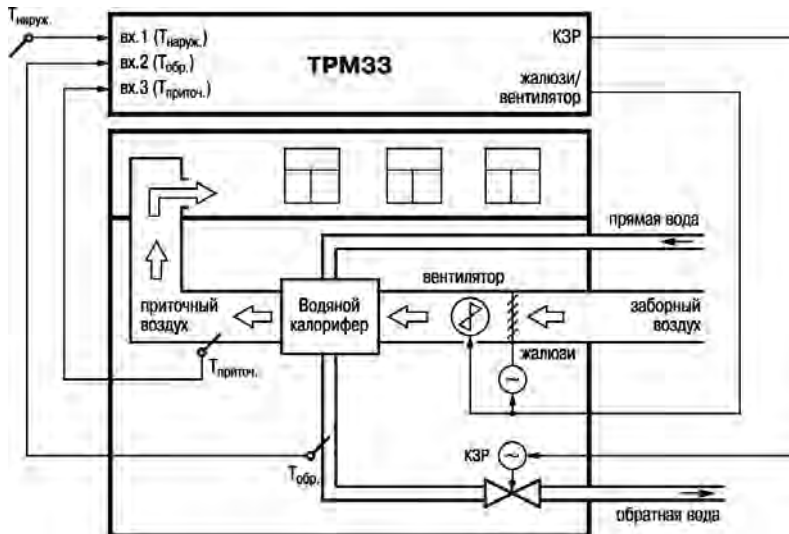 Tнаруж.
вх.1 (Tнаруж.)
вх.2 (Tобр.)
вх.3 (Tприточ.)
ТРМ33
КЗР
жалюзи/
вентилятор
прямая вода
вентилятор
приточный
воздух
Водяной
калорифер
заборный
воздух
жалюзи
Tприточ.
Tобр.
КЗР
обратная вода